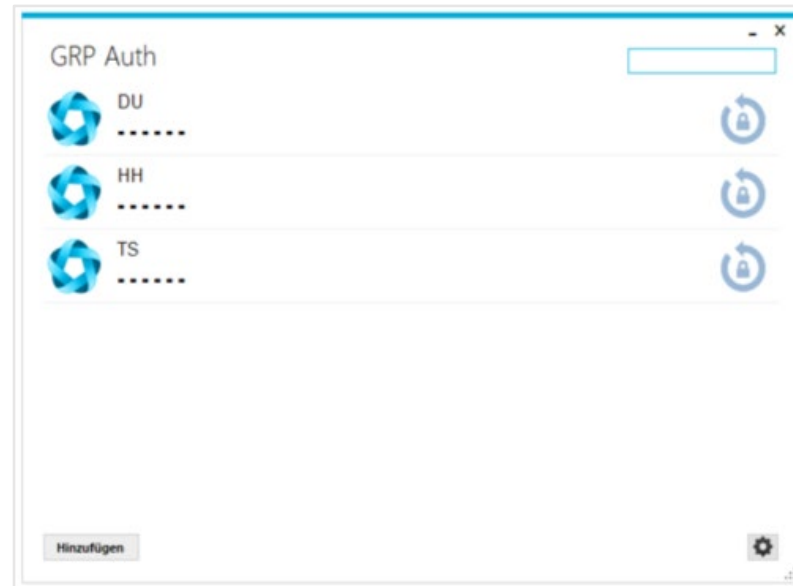 GRP Auth
DU
------
HH
------
TS
------
Hinzufügen